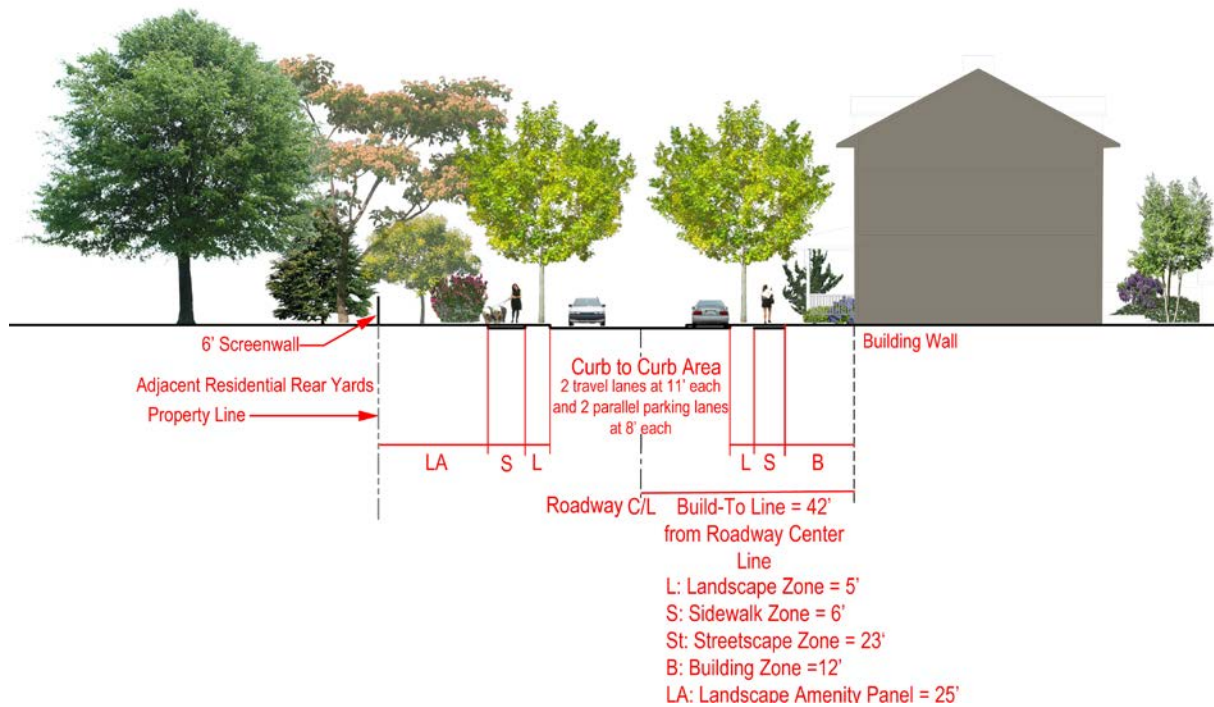 6' Screenwall
Adjacent Residential Rear Yards
Property Line
Building Wall
Curb to Curb Area
2 travel lanes at 11' each
and 2 parallel parking lanes
at 8' each
LA
S
L
L
S
B
Roadway C/L
Build-To Line = 42'
from Roadway Center
Line
L: Landscape Zone = 5'
S: Sidewalk Zone = 6'
St: Streetscape Zone = 23'
B: Building Zone =12'
LA: Landscape Amenity Panel = 25'